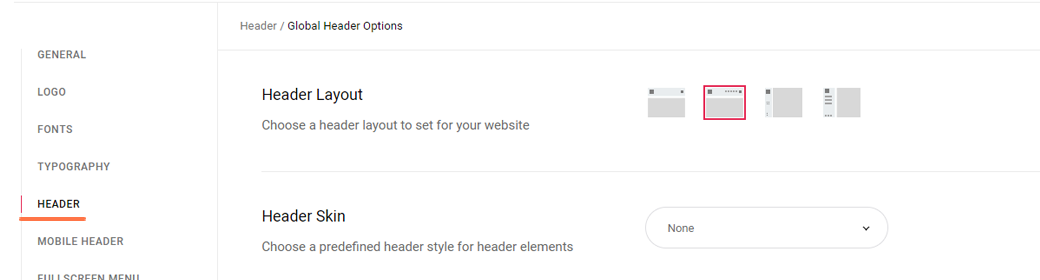 Header / Global Header Options
GENERAL
LOGO
FONTS
TYPOGRAPHY
HEADER
MOBILE HEADER
FULLSCREEN MENU
Header Layout
Choose a header layout to set for your website
Header Skin
None
Choose a predefined header style for header elements